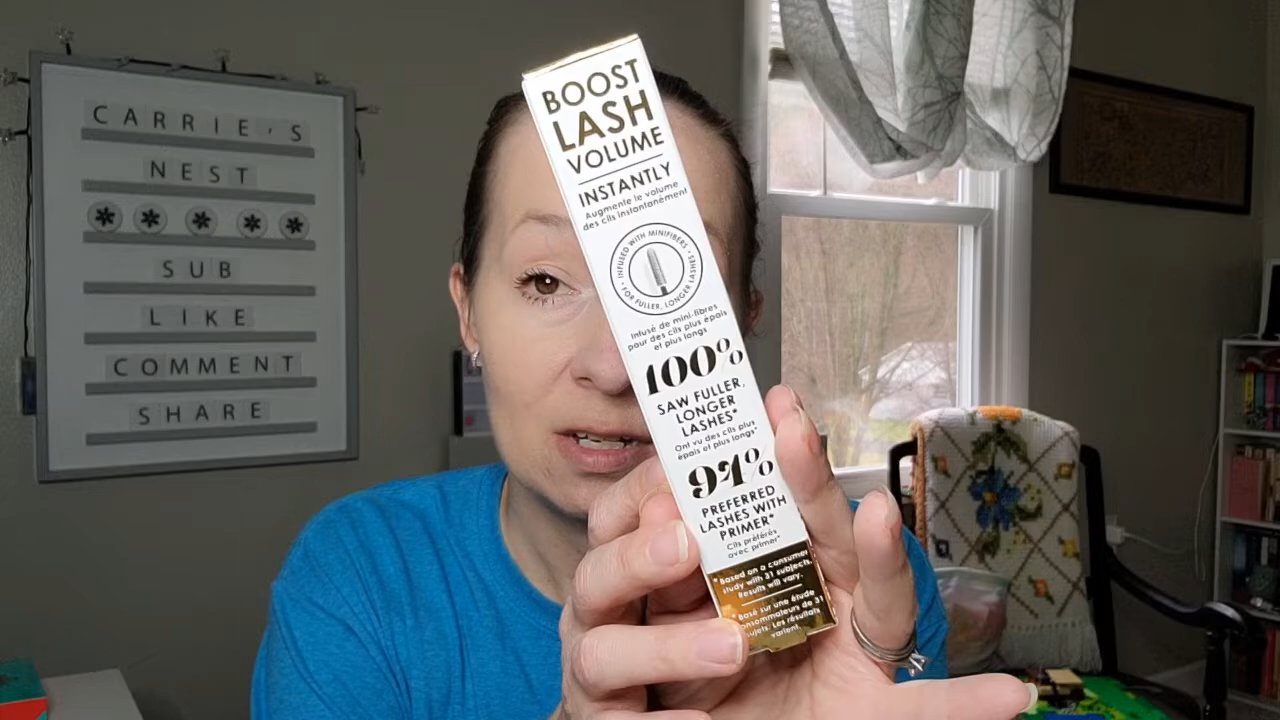 CARRIE'S
NEST
SUB
LIKE
COMMENT
SHARE
BOOST
LASH
VOLUME
INSTANTLY
Augmente le volume
des cils instantanément
INFUSED WITH MINIFIBERS • FOR FULLER, LONGER LASHES •
Infusé de mini-fibres
pour des cils plus épais
et plus longs
100%
SAW FULLER,
LONGER
LASHES*
Ont vu des cils plus
épais et plus longs*
94%
PREFERRED
LASHES WITH
PRIMER*
Cils préférés
avec primer*
*Based on a consumer
study with 31 subjects.
Results will vary.
*Basé sur une étude
consommateurs de 31
sujets. Les résultats
varient.